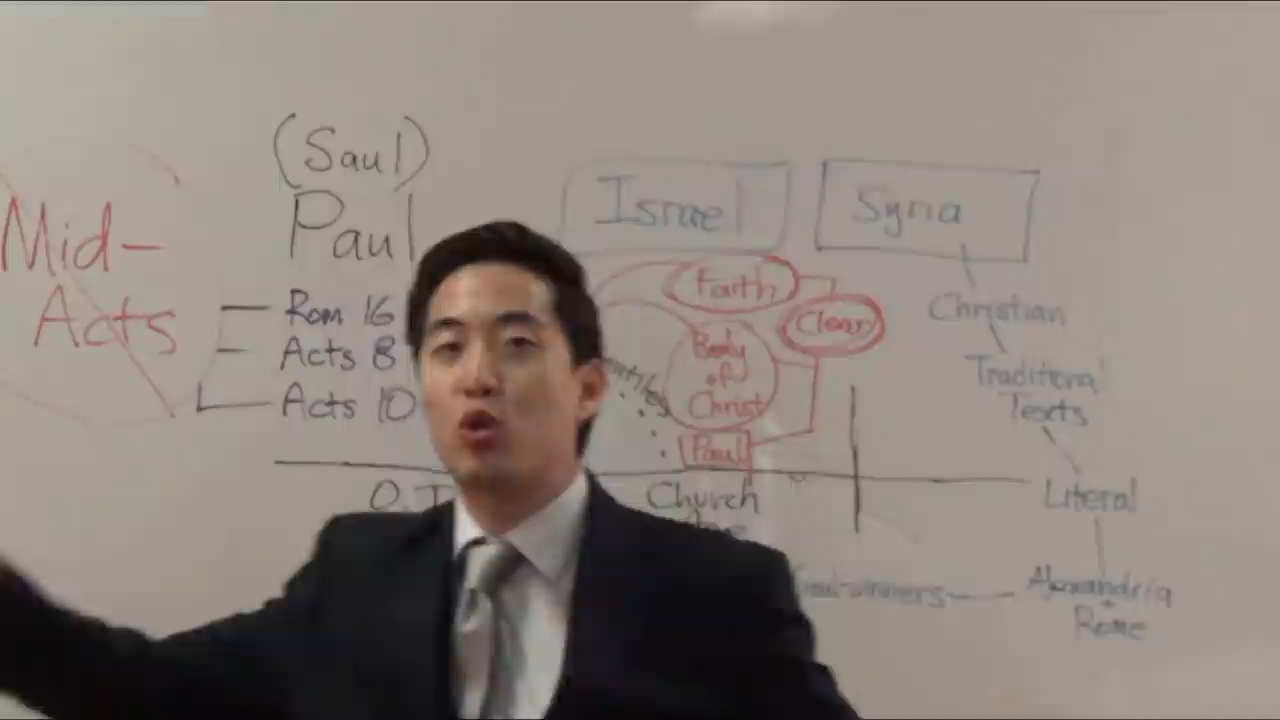 (Saul)
Paul
Mid-
Acts
Rom 16
Acts 8
Acts 10
O.T
Israel
Syria
Faith
Clear
Body
of
Christ
Paul
Church
Christian
Traditional
Texts
Literal
Alexandria
+
Rome